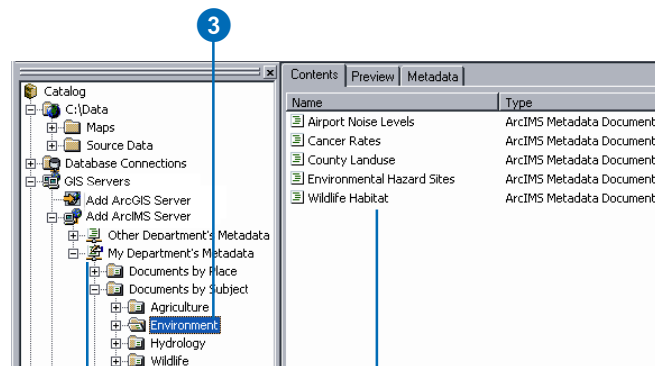 3
Catalog
C:\Data
Maps
Source Data
Database Connections
GIS Servers
Add ArcGIS Server
Add ArcIMS Server
Other Department's Metadata
My Department's Metadata
Documents by Place
Documents by Subject
Agriculture
Environment
Hydrology
Wildlife
Contents Preview Metadata
Name Type
Airport Noise Levels ArcIMS Metadata Document
Cancer Rates ArcIMS Metadata Document
County Landuse ArcIMS Metadata Document
Environmental Hazard Sites ArcIMS Metadata Document
Wildlife Habitat ArcIMS Metadata Document